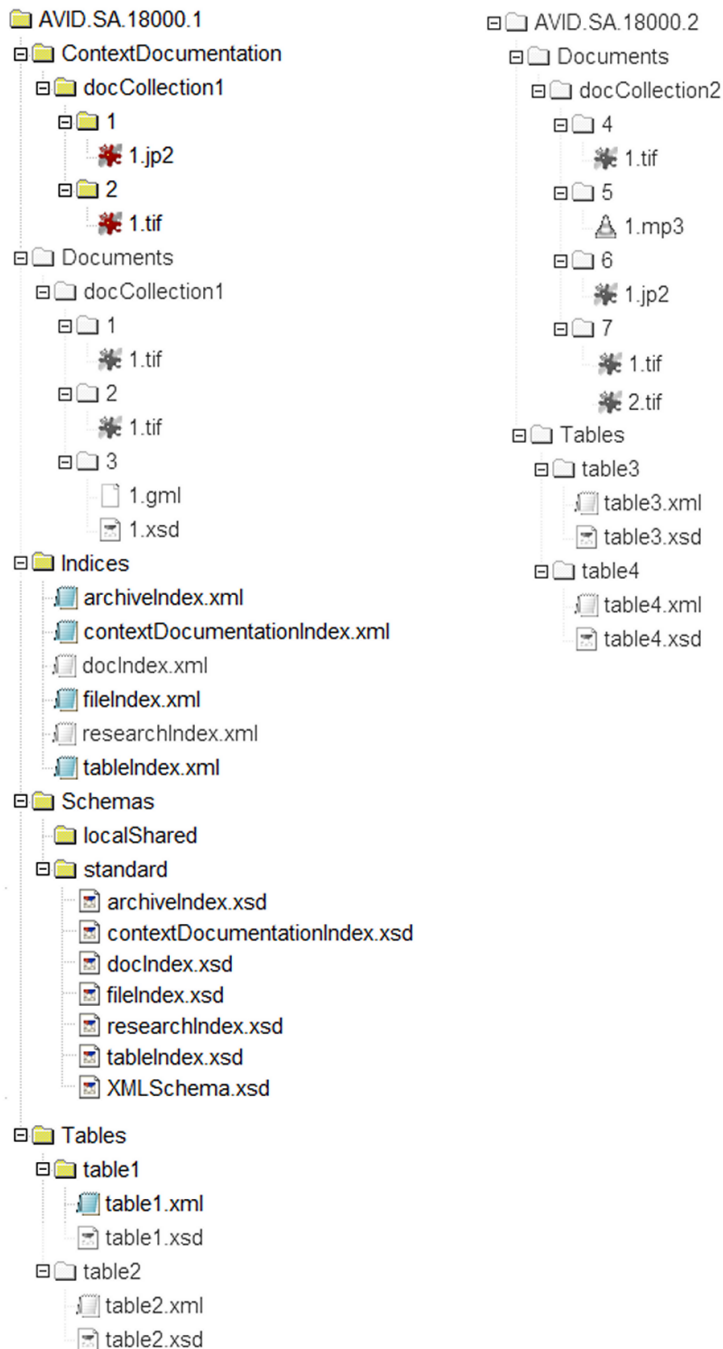 AVID.SA.18000.1
ContextDocumentation
docCollection1
1
1.jp2
2
1.tif
Documents
docCollection1
1
1.tif
2
1.tif
3
1.gml
1.xsd
Indices
archiveIndex.xml
contextDocumentationIndex.xml
docIndex.xml
fileIndex.xml
researchIndex.xml
tableIndex.xml
Schemas
localShared
standard
archiveIndex.xsd
contextDocumentationIndex.xsd
docIndex.xsd
fileIndex.xsd
researchIndex.xsd
tableIndex.xsd
XMLSchema.xsd
Tables
table1
table1.xml
table1.xsd
table2
table2.xml
table2.xsd
AVID.SA.18000.2
Documents
docCollection2
4
1.tif
5
1.mp3
6
1.jp2
7
1.tif
2.tif
Tables
table3
table3.xml
table3.xsd
table4
table4.xml
table4.xsd